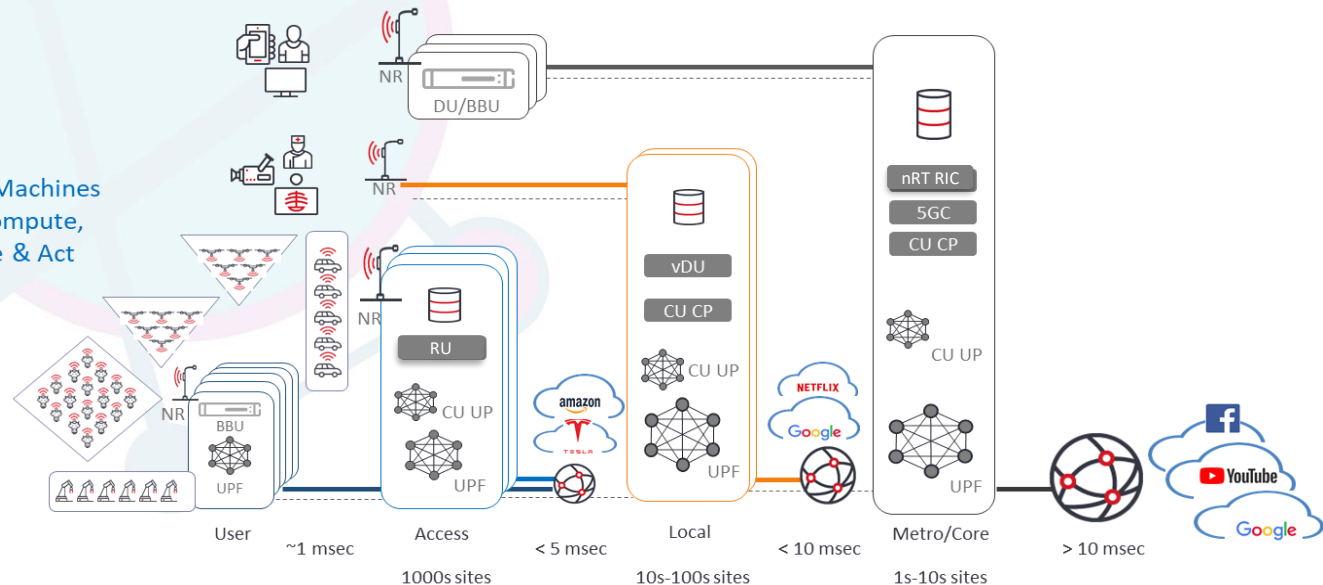 NR
DU/BBU
NR
Machines
ompute,
e & Act
nRT RIC
5GC
CU CP
vDU
CU CP
NR
RU
CU UP
CU UP
NETFLIX
amazon
CU UP
Google
TESLA
NR
BBU
UPF
UPF
UPF
UPF
YouTube
Google
User
~1 msec
Access
< 5 msec
Local
< 10 msec
Metro/Core
> 10 msec
1000s sites
10s-100s sites
1s-10s sites